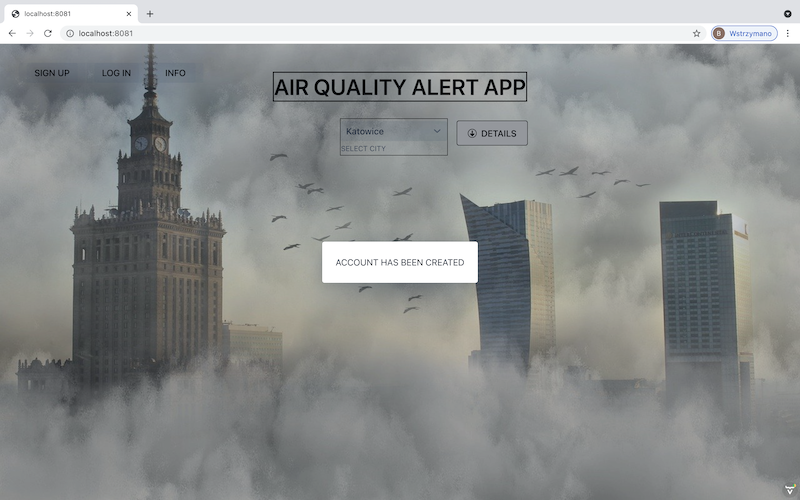 localhost:8081
localhost:8081
B Wstrzymano
SIGN UP LOG IN INFO
AIR QUALITY ALERT APP
Katowice
DETAILS
SELECT CITY
ACCOUNT HAS BEEN CREATED